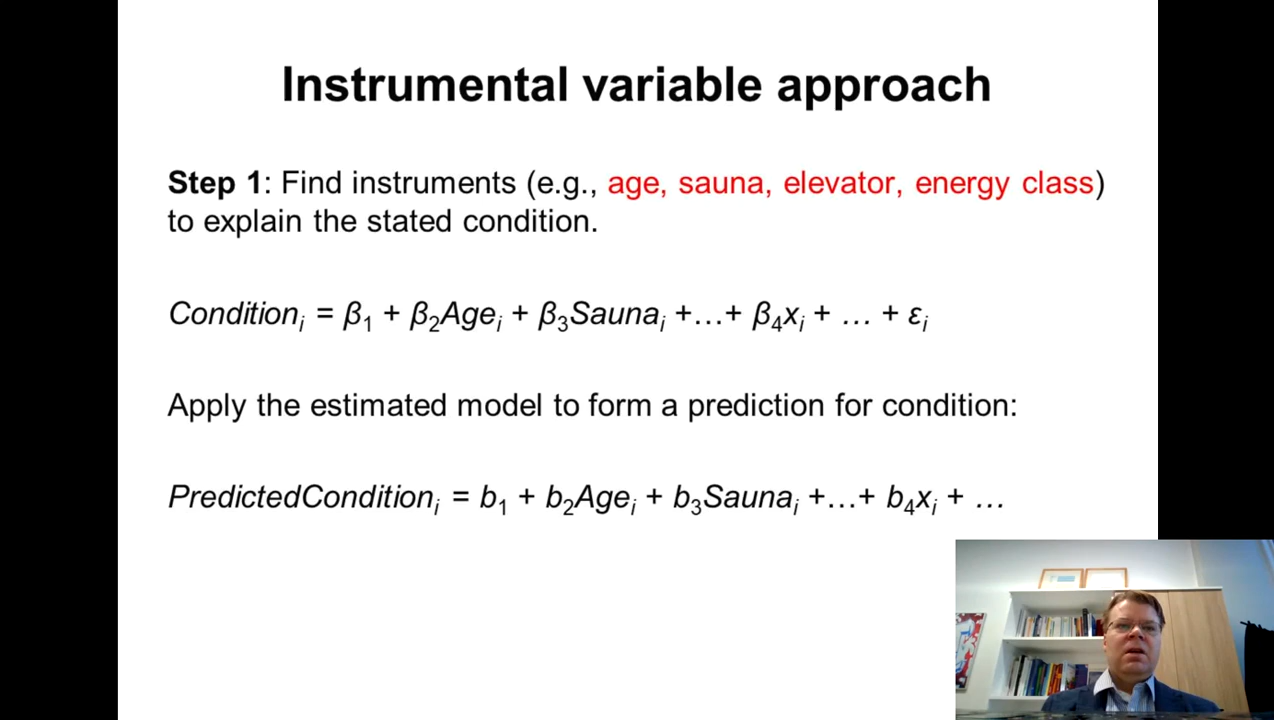 Instrumental variable approach
Step 1: Find instruments (e.g., age, sauna, elevator, energy class)
to explain the stated condition.
Conditionᵢ = β₁ + β₂Ageᵢ + β₃Saunaᵢ +…+ β₄xᵢ + … + εᵢ
Apply the estimated model to form a prediction for condition:
PredictedConditionᵢ = b₁ + b₂Ageᵢ + b₃Saunaᵢ +…+ b₄xᵢ + …